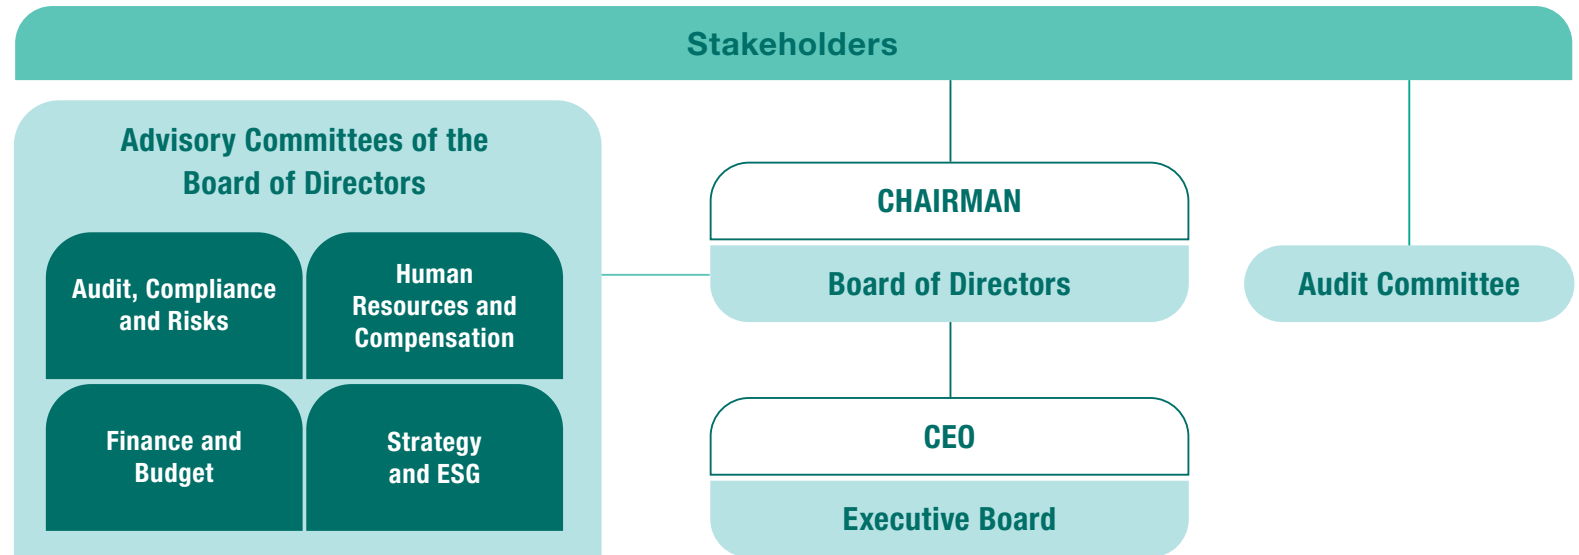 Stakeholders
Advisory Committees of the
Board of Directors
Audit, Compliance
and Risks
Human
Resources and
Compensation
Finance and
Budget
Strategy
and ESG
CHAIRMAN
Board of Directors
CEO
Executive Board
Audit Committee